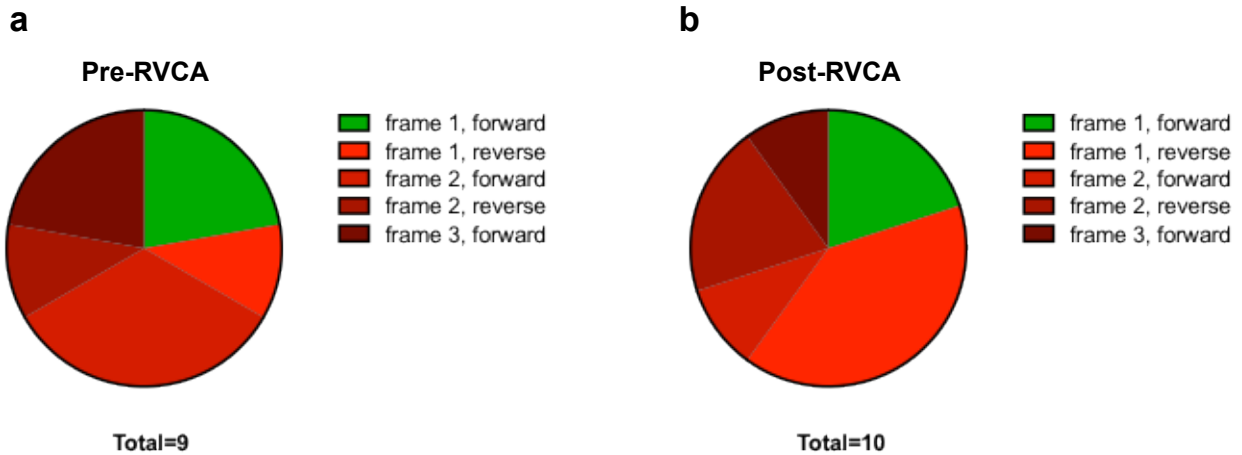 a
Pre-RVCA
frame 1, forward
frame 1, reverse
frame 2, forward
frame 2, reverse
frame 3, forward
Total=9
b
Post-RVCA
frame 1, forward
frame 1, reverse
frame 2, forward
frame 2, reverse
frame 3, forward
Total=10